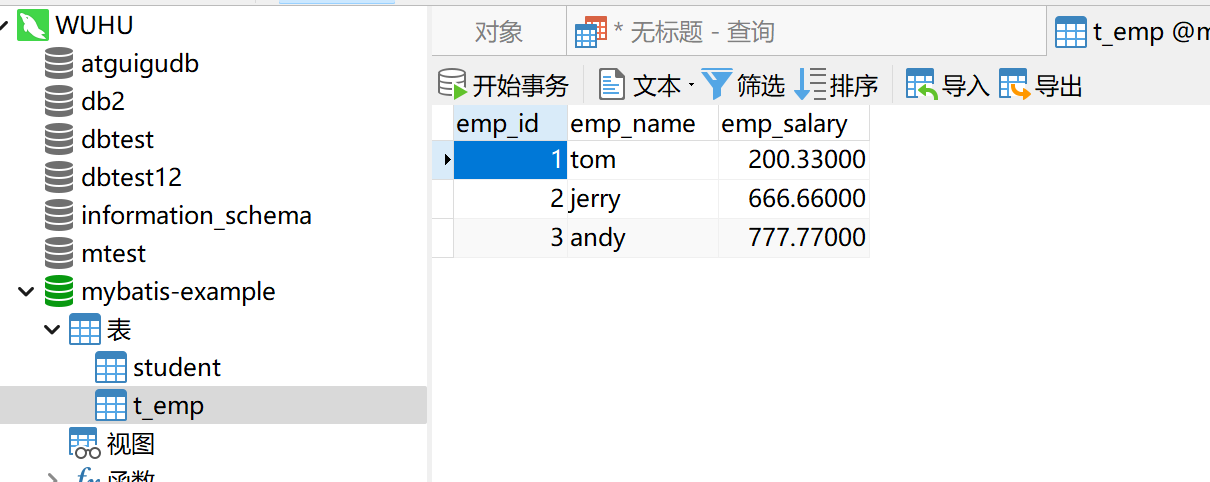 WUHU
atguigudb
db2
dbtest
dbtest12
information_schema
mtest
mybatis-example
表
student
t_emp
视图
函数
对象 * 无标题 - 查询 t_emp @m
开始事务 文本 筛选 排序 导入 导出
emp_id emp_name emp_salary
1 tom 200.33000
2 jerry 666.66000
3 andy 777.77000